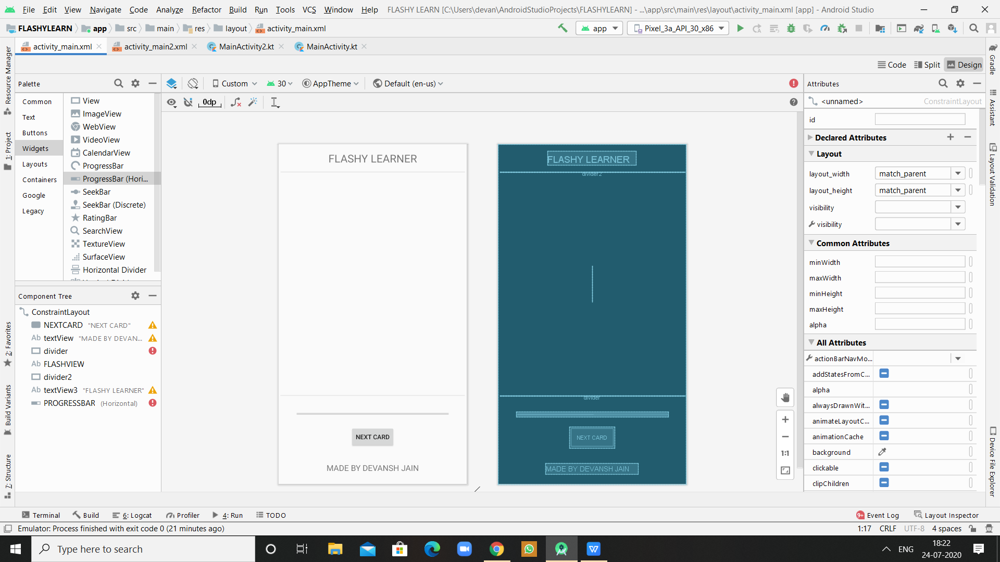 File Edit View Navigate Code Analyze Refactor Build Run Tools VCS Window Help FLASHY LEARN [C:\Users\devan\AndroidStudioProjects\FLASHYLEARN] - ...\app\src\main\res\layout\activity_main.xml [app] - Android Studio
FLASHYLEARN app src main res layout activity_main.xml app Pixel_3a_API_30_x86
activity_main.xml activity_main2.xml MainActivity2.kt MainActivity.kt
Code Split Design
Resource Manager
1: Project
2: Favorites
Build Variants
7: Structure
Palette
Common
Text
Buttons
Widgets
Layouts
Containers
Google
Legacy
View
ImageView
WebView
VideoView
CalendarView
ProgressBar
ProgressBar (Hori...
SeekBar
SeekBar (Discrete)
RatingBar
SearchView
TextureView
SurfaceView
Horizontal Divider
Component Tree
ConstraintLayout
NEXTCARD "NEXT CARD"
textView "MADE BY DEVAN...
divider
Ab FLASHVIEW
divider2
Ab textView3 "FLASHY LEARNER"
PROGRESSBAR (Horizontal)
Custom 30 AppTheme Default (en-us)
0dp
FLASHY LEARNER
NEXT CARD
MADE BY DEVANSH JAIN
FLASHY LEARNER
divider2
divider
NEXT CARD
MADE BY DEVANSH JAIN
1:1
Attributes
<unnamed> ConstraintLayout
id
Declared Attributes
Layout
layout_width match_parent
layout_height match_parent
visibility
visibility
Common Attributes
minWidth
maxWidth
minHeight
maxHeight
alpha
All Attributes
actionBarNavMo...
addStatesFromC...
alpha
alwaysDrawnWit...
animateLayoutC...
animationCache
background
clickable
clipChildren
Gradle
Assistant
Layout Validation
Device File Explorer
Terminal Build 6: Logcat Profiler 4: Run TODO 9+ Event Log Layout Inspector
Emulator: Process finished with exit code 0 (21 minutes ago) 1:17 CRLF UTF-8 4 spaces
Type here to search
ENG
18:22
24-07-2020